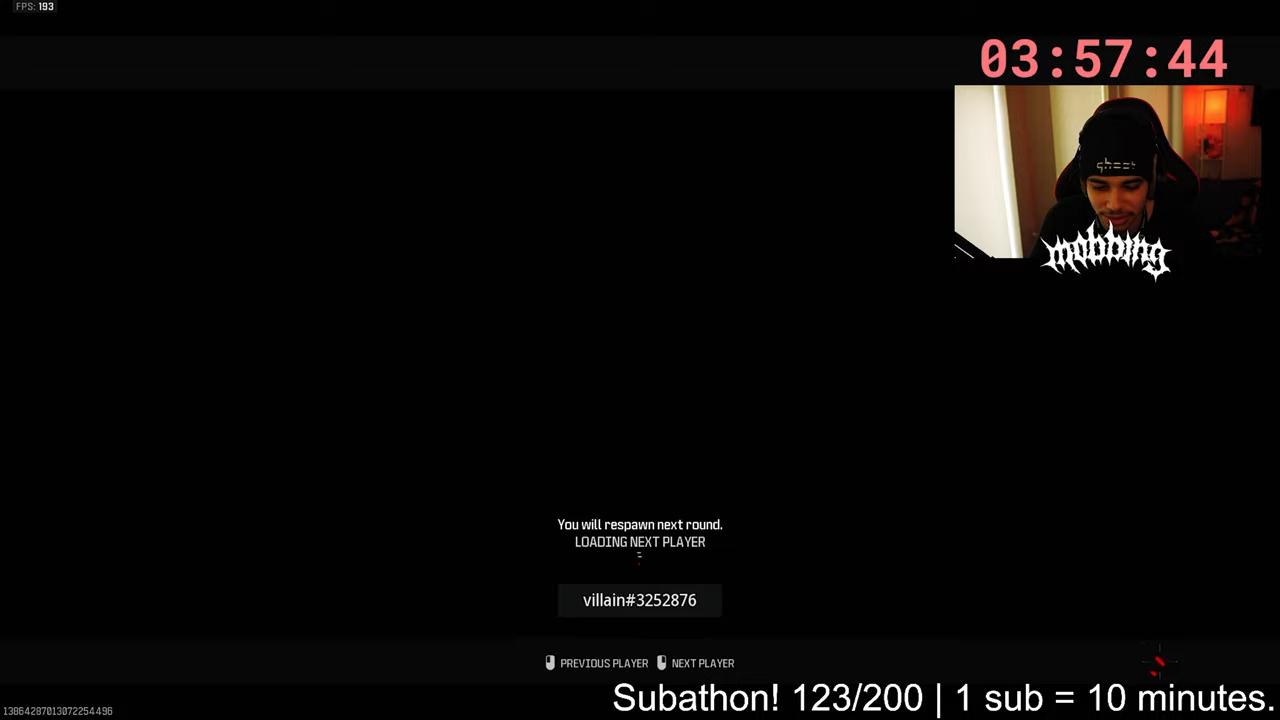 FPS: 193
03:57:44
ghost
mobbing
You will respawn next round.
LOADING NEXT PLAYER
villain#3252876
PREVIOUS PLAYER NEXT PLAYER
Subathon! 123/200 | 1 sub = 10 minutes.
13864287013072254496